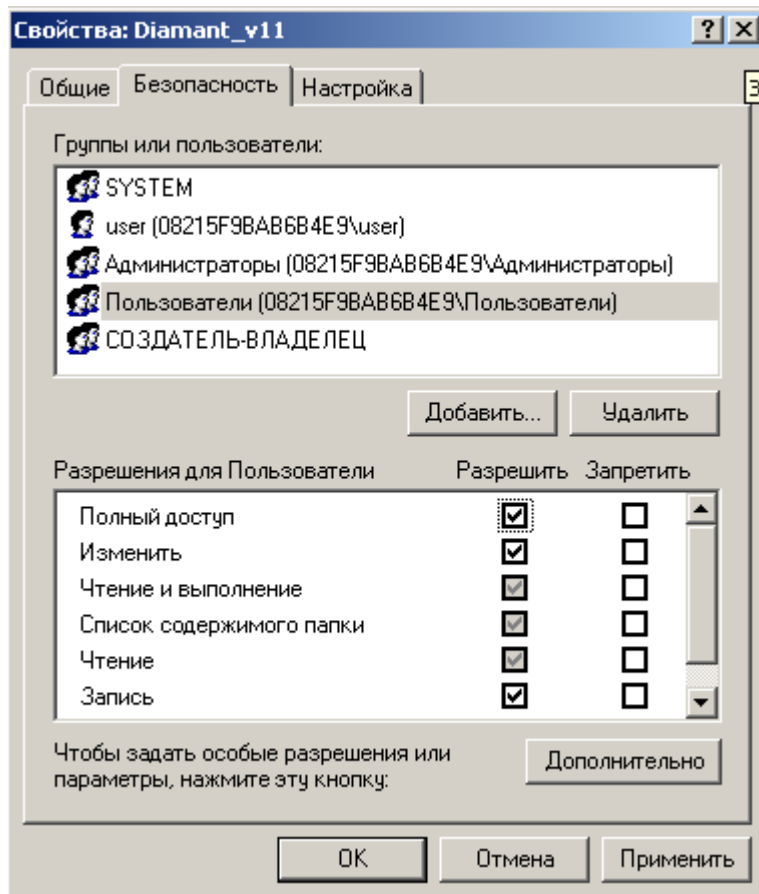 Свойства: Diamant_v11
Общие Безопасность Настройка
Группы или пользователи:
SYSTEM
user (08215F9BAB6B4E9\user)
Администраторы (08215F9BAB6B4E9\Администраторы)
Пользователи (08215F9BAB6B4E9\Пользователи)
СОЗДАТЕЛЬ-ВЛАДЕЛЕЦ
Добавить... Удалить
Разрешения для Пользователи Разрешить Запретить
Полный доступ
Изменить
Чтение и выполнение
Список содержимого папки
Чтение
Запись
Чтобы задать особые разрешения или
параметры, нажмите эту кнопку:
Дополнительно
OK Отмена Применить